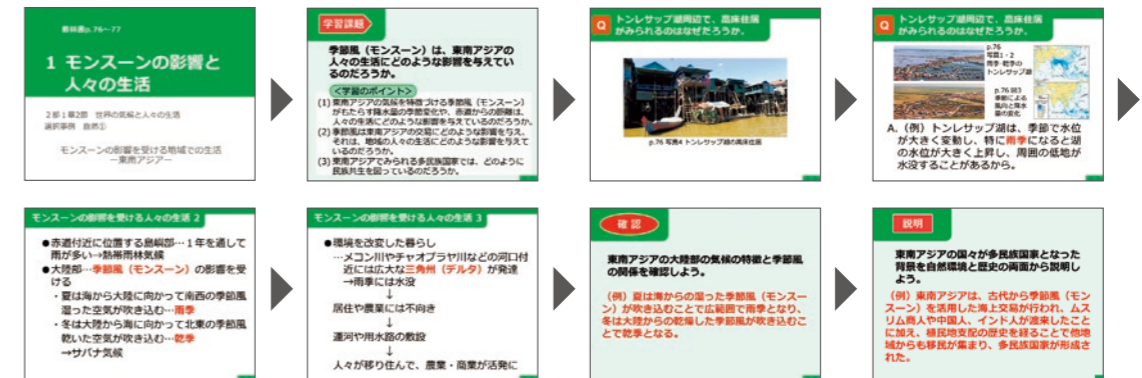 教科書p.76〜77
1 モンスーンの影響と
人々の生活
2部1章2節 世界の気候と人々の生活
選択事例 自然①
モンスーンの影響を受ける地域での生活
ー東南アジアー
学習課題
季節風（モンスーン）は、東南アジアの
人々の生活にどのような影響を与えてい
るのだろうか。
＜学習のポイント＞
(1) 東南アジアの気候を特徴づける季節風（モンスーン）
がもたらす降水量の季節変化や、赤道からの距離は、
人々の生活にどのような影響を与えているのだろうか。
(2) 季節風は東南アジアの交易にどのような影響を与え、
それは、地域の人々の生活にどのような影響を与えて
いるのだろうか。
(3) 東南アジアでみられる多民族国家では、どのように
民族共生を図っているのだろうか。
Q
トンレサップ湖周辺で、高床住居
がみられるのはなぜだろうか。
p.76 写真4 トンレサップ湖の高床住居
Q
トンレサップ湖周辺で、高床住居
がみられるのはなぜだろうか。
p.76
写真1・2
雨季・乾季の
トンレサップ湖
p.76 図3
季節による
風向と降水
量の変化
A.（例）トンレサップ湖は、季節で水位
が大きく変動し、特に雨季になると湖
の水位が大きく上昇し、周囲の低地が
水没することがあるから。
モンスーンの影響を受ける人々の生活 2
●赤道付近に位置する島嶼部…1年を通して
雨が多い→熱帯雨林気候
●大陸部…季節風（モンスーン）の影響を受
ける
・夏は海から大陸に向かって南西の季節風
湿った空気が吹き込む…雨季
・冬は大陸から海に向かって北東の季節風
乾いた空気が吹き込む…乾季
→サバナ気候
モンスーンの影響を受ける人々の生活 3
●環境を改変した暮らし
…メコン川やチャオプラヤ川などの河口付
近には広大な三角州（デルタ）が発達
→雨季には水没
↓
居住や農業には不向き
↓
運河や用水路の敷設
↓
人々が移り住んで、農業・商業が活発に
確認
東南アジアの大陸部の気候の特徴と季節風
の関係を確認しよう。
（例）夏は海からの湿った季節風（モンスー
ン）が吹き込むことで広範囲で雨季となり、
冬は大陸からの乾燥した季節風が吹き込むこ
とで乾季となる。
説明
東南アジアの国々が多民族国家となった
背景を自然環境と歴史の両面から説明し
よう。
（例）東南アジアは、古代から季節風（モン
スーン）を活用した海上交易が行われ、ムス
リム商人や中国人、インド人が渡来したこと
に加え、植民地支配の歴史を経ることで他地
域からも移民が集まり、多民族国家が形成さ
れた。